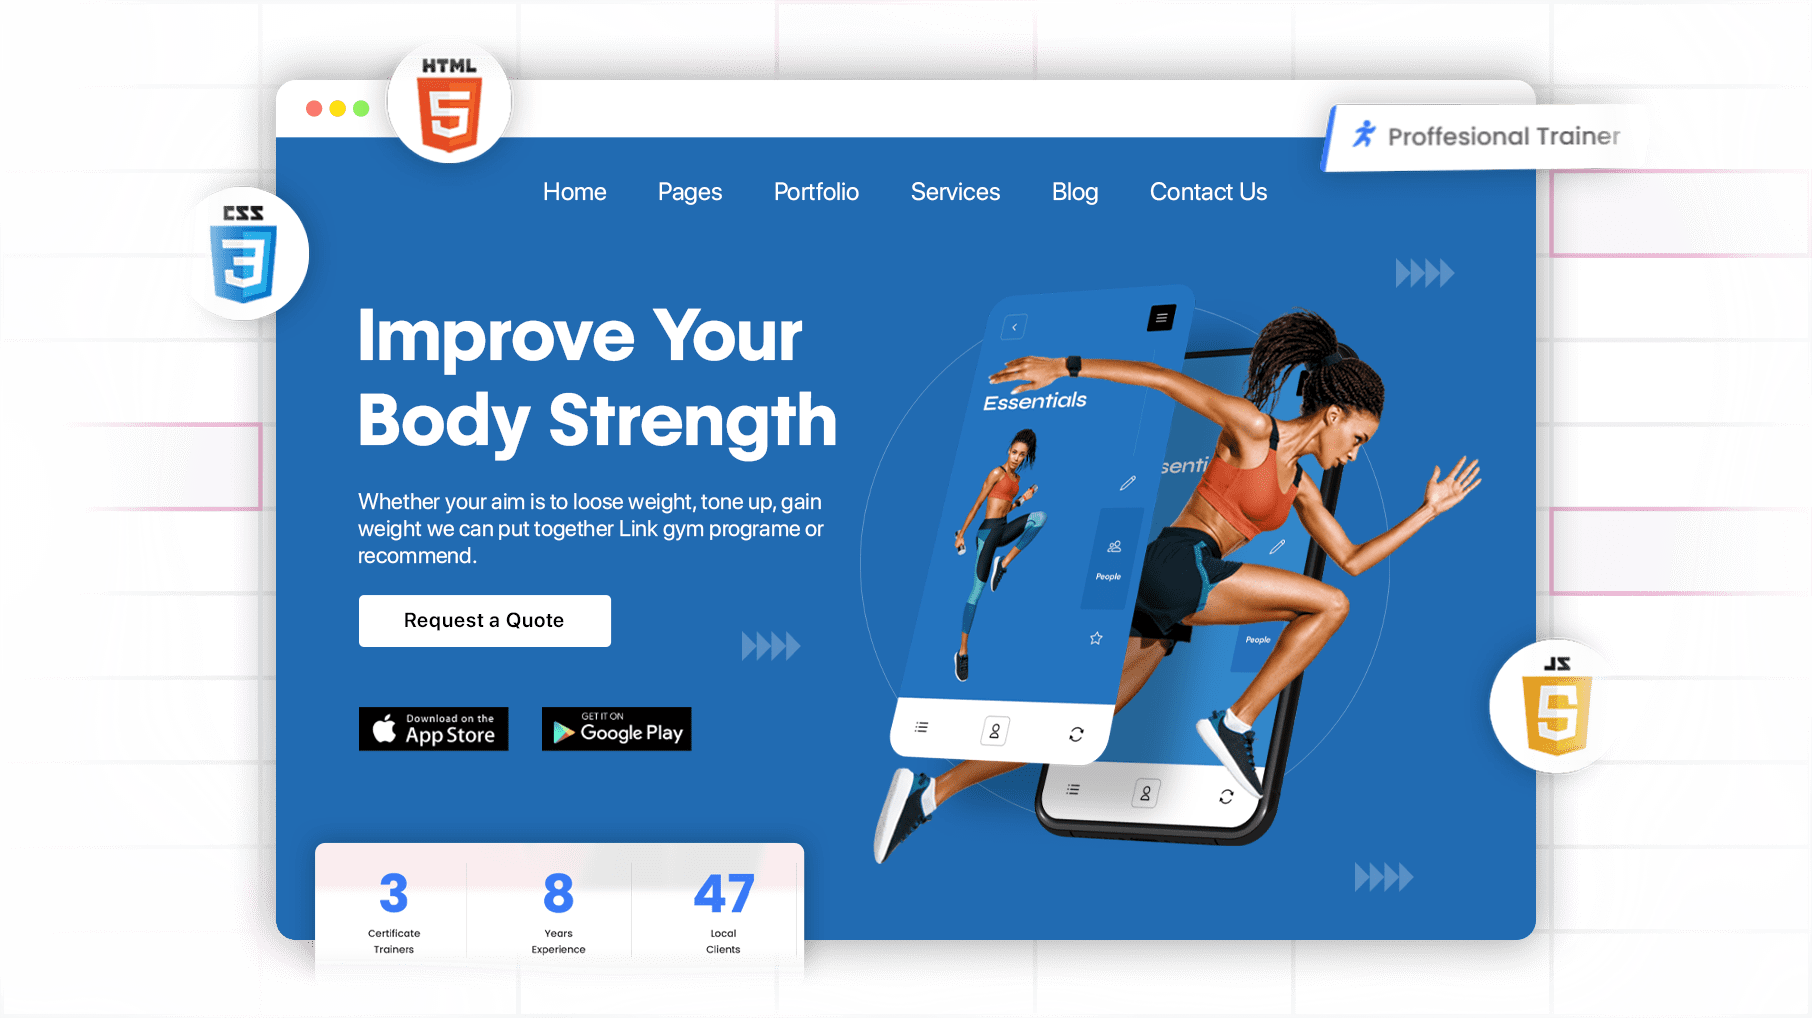 HTML
5
Proffesional Trainer
CSS
3
Home Pages Portfolio Services Blog Contact Us
Improve Your
Body Strength
Whether your aim is to loose weight, tone up, gain
weight we can put together Link gym programe or
recommend.
Request a Quote
Download on the
App Store
GET IT ON
Google Play
Essentials
People
senti
People
JS
5
3 8 47
Certificate Years Local
Trainers Experience Clients